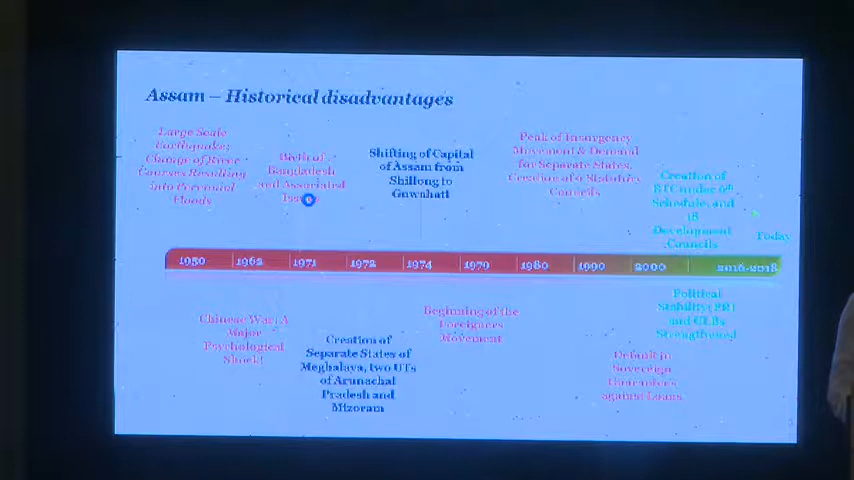 Assam – Historical disadvantages
Large Scale
Earthquake;
Change of River
Courses Resulting
into Perennial
Floods
Birth of
Bangladesh
and Associated
Shifting of Capital
of Assam from
Shillong to
Guwahati
Peak of Insurgency
Movement & Demand
for Separate States.
Creation of 6 Statutory
Councils
Creation of
BTC under 6th
Schedule, and
Development
Councils
Today
1950
1962
1971
1972
1974
1979
1980
1990
2000
2016-2018
Chinese War: A
Major
Psychological
Shock!
Creation of
Separate States of
Meghalaya, two UTs
of Arunachal
Pradesh and
Mizoram
Beginning of the
Foreigners
Movement
Default in
Sovereign
Guarantees
against Loans
Political
Stability
and
Strengthened